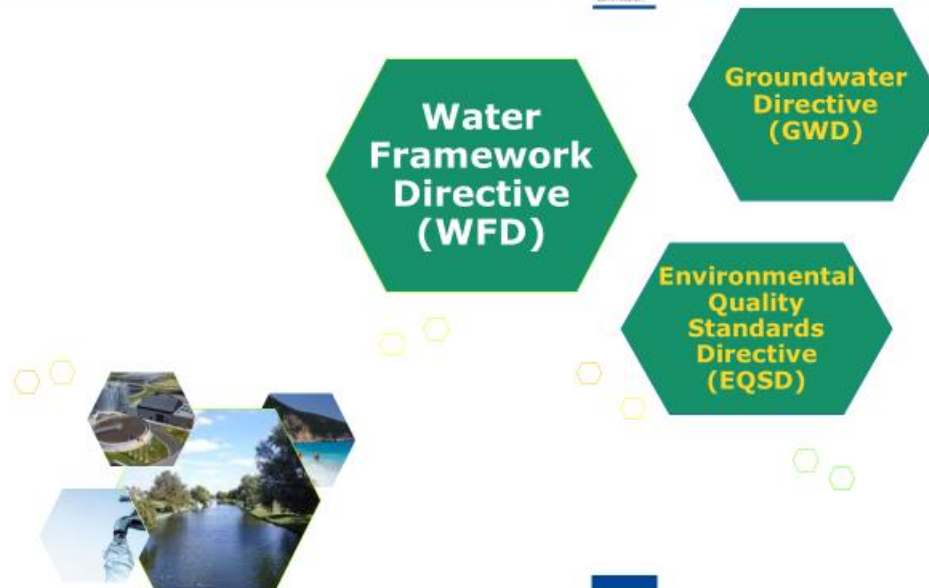 Water
Framework
Directive
(WFD)
Groundwater
Directive
(GWD)
Environmental
Quality
Standards
Directive
(EQSD)